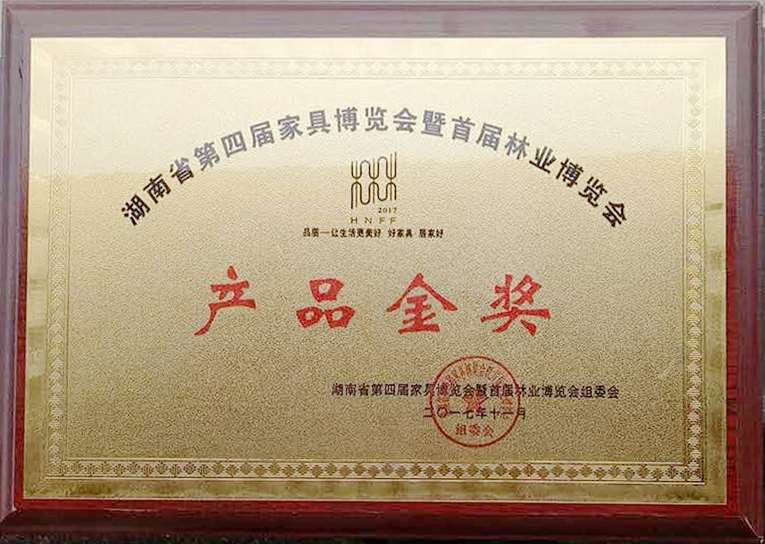 湖南省第四届家具博览会暨首届林业博览会
2017
HNFF
品质一让生活更美好 好家具 居家好
产品金奖
湖南省第四届家具博览会暨首届林业博览会组委会
二〇一七年十一月
组委会